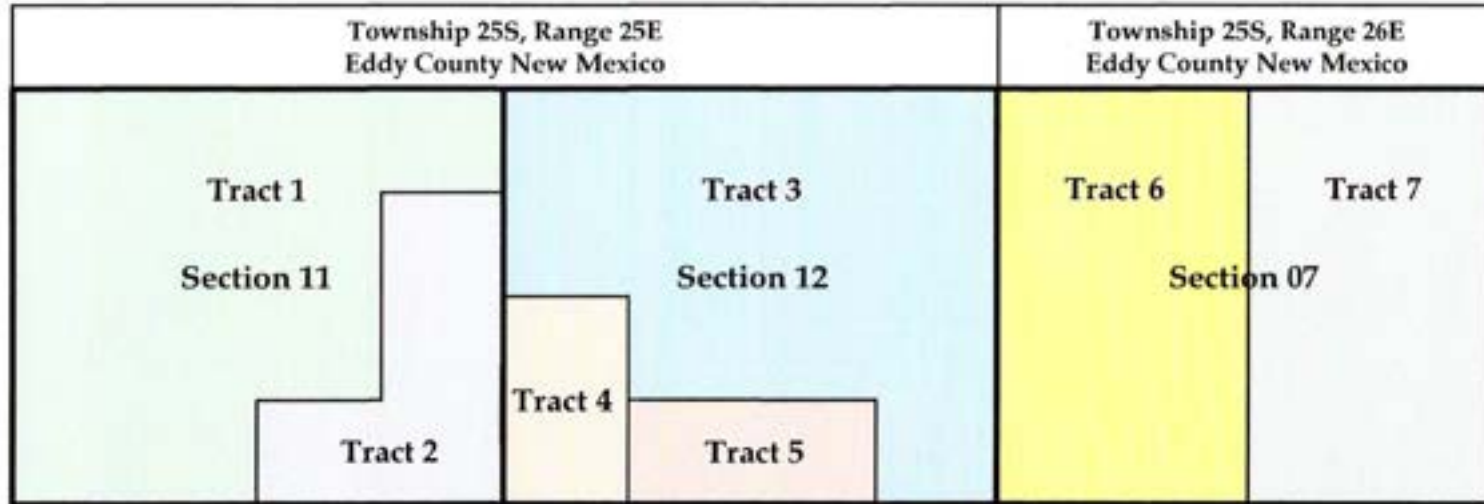 Township 25S, Range 25E
Eddy County New Mexico
Township 25S, Range 26E
Eddy County New Mexico
Tract 1
Tract 3
Tract 6
Tract 7
Section 11
Section 12
Section 07
Tract 4
Tract 2
Tract 5